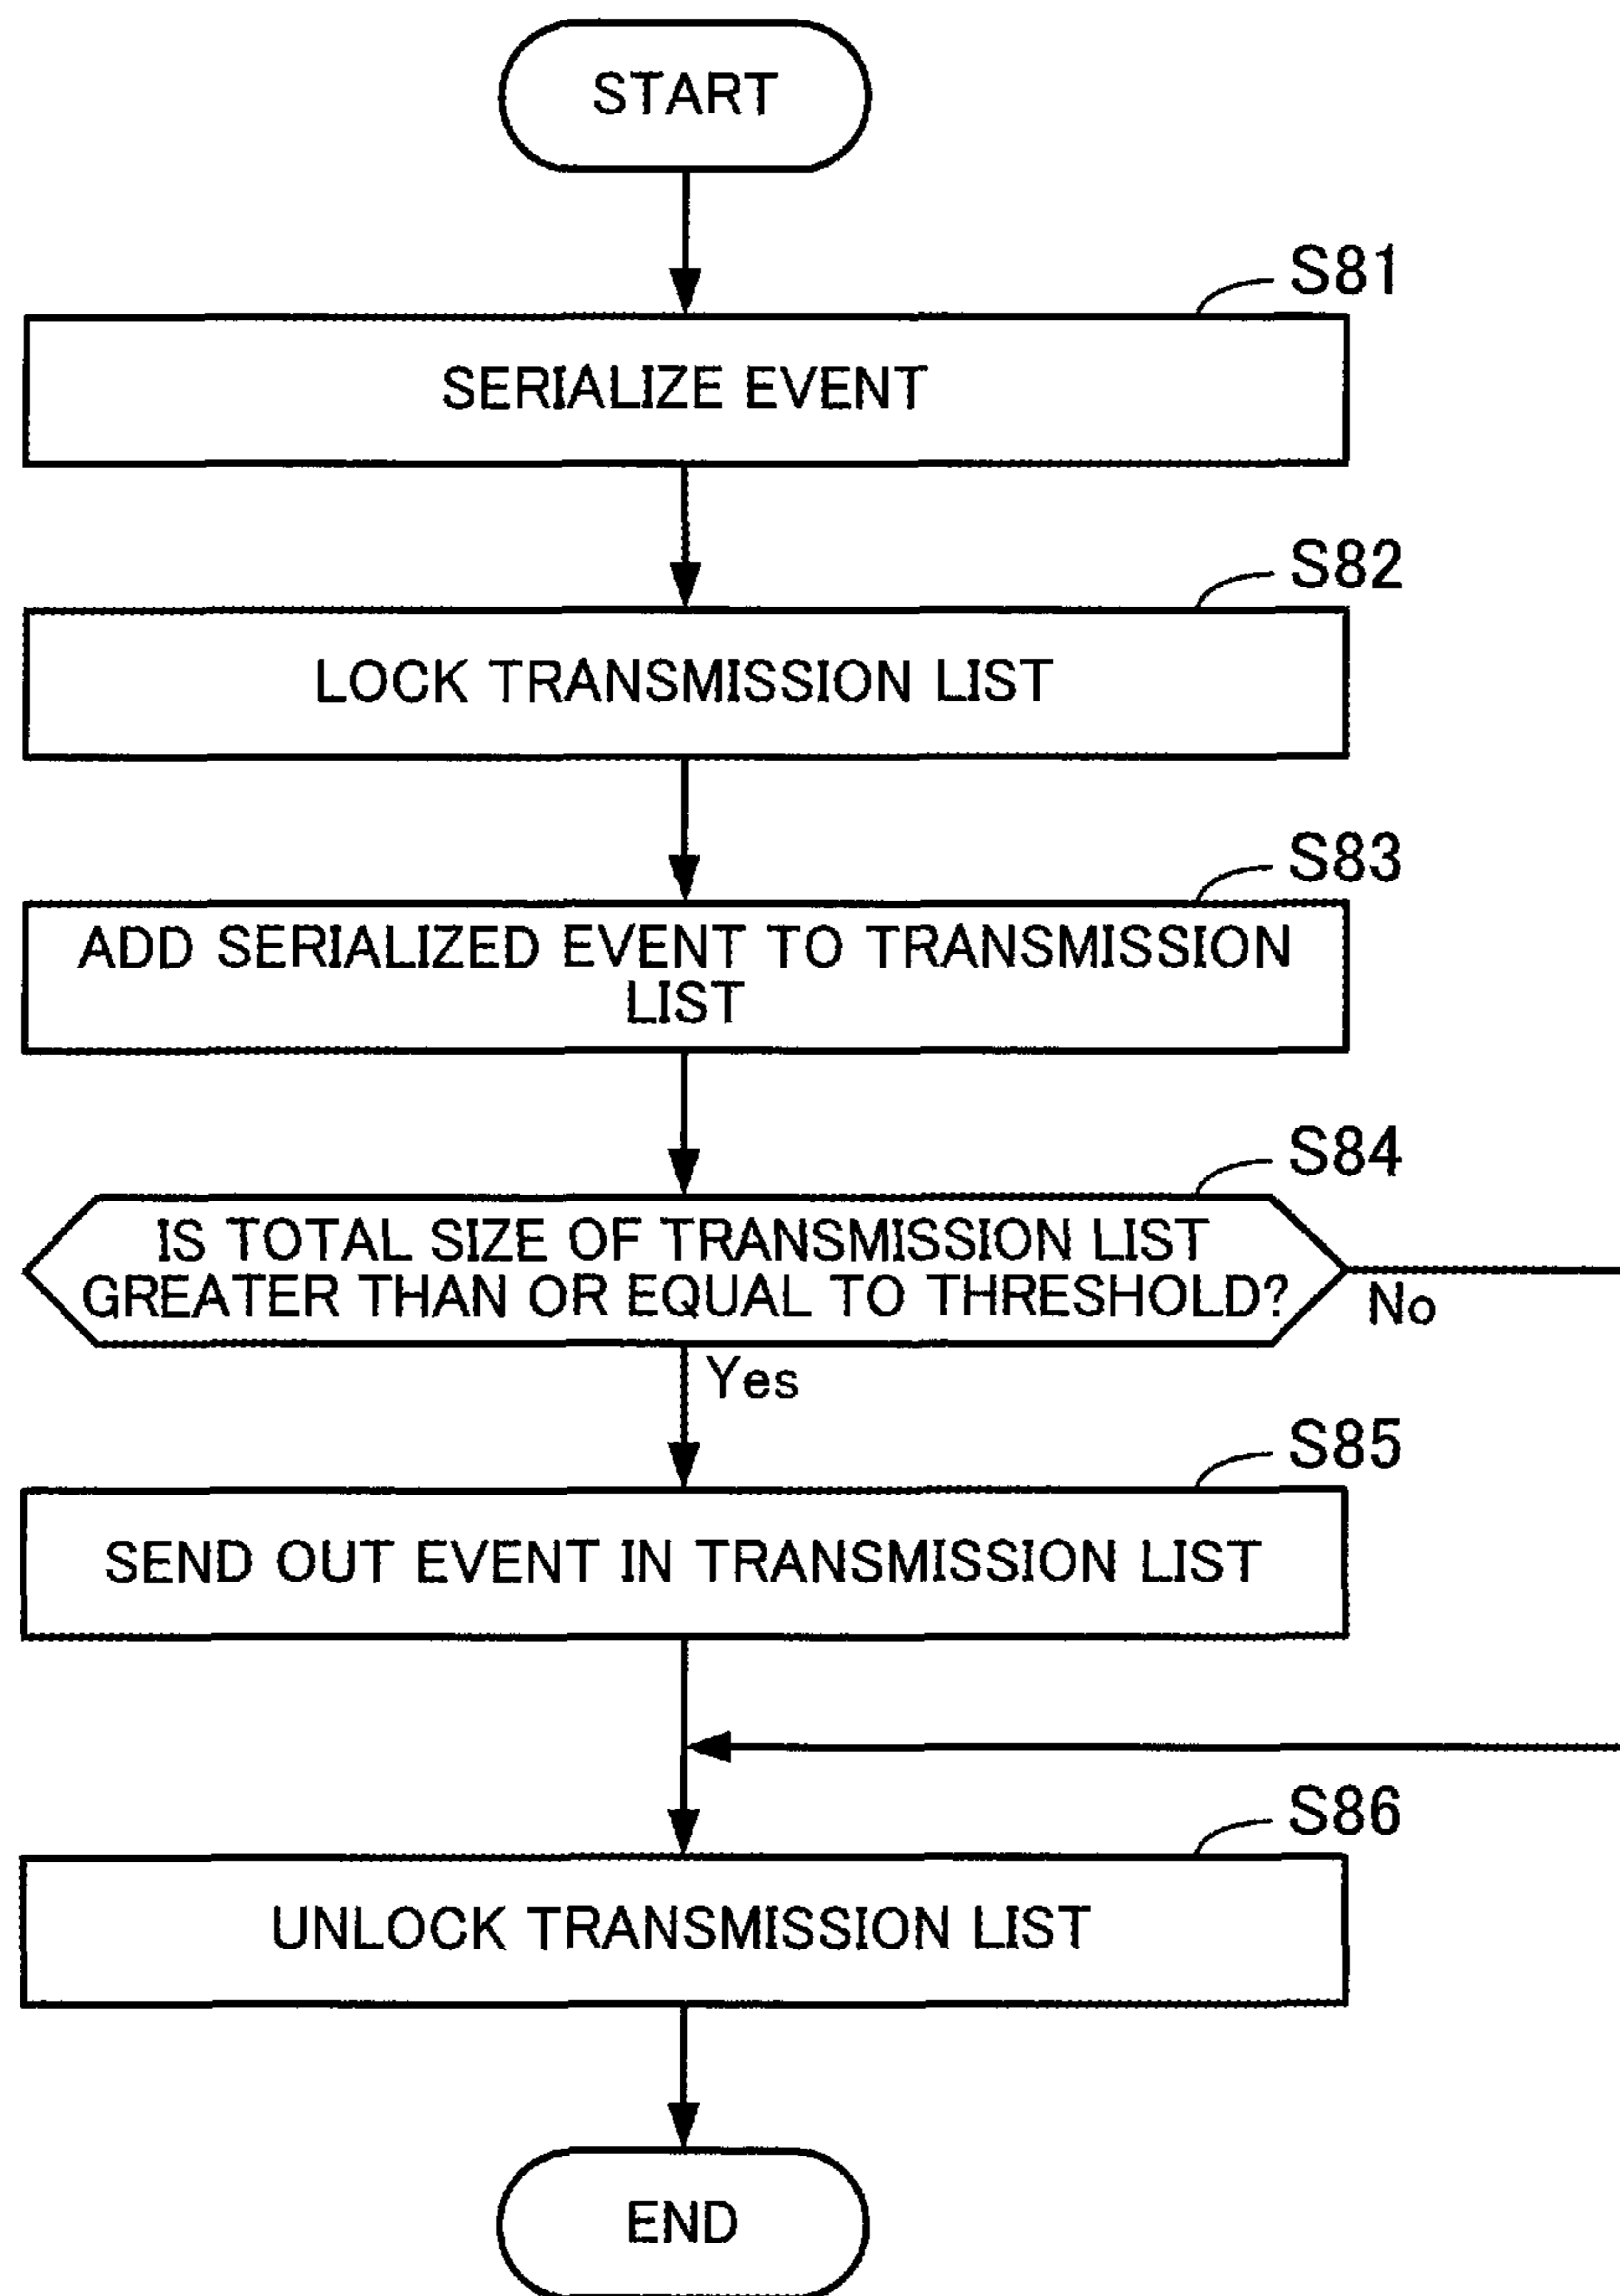 START
S81
SERIALIZE EVENT
S82
LOCK TRANSMISSION LIST
S83
ADD SERIALIZED EVENT TO TRANSMISSION
LIST
S84
IS TOTAL SIZE OF TRANSMISSION LIST
GREATER THAN OR EQUAL TO THRESHOLD?
No
Yes
S85
SEND OUT EVENT IN TRANSMISSION LIST
S86
UNLOCK TRANSMISSION LIST
END